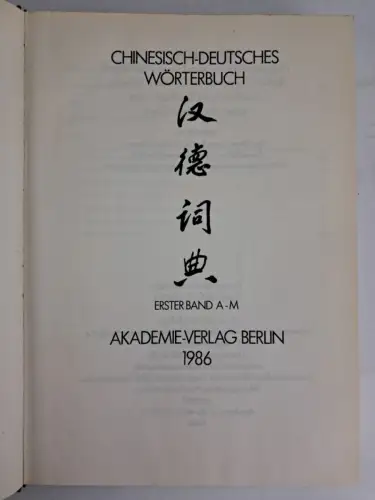 CHINESISCH-DEUTSCHES
WÖRTERBUCH
汉
德
词
典
ERSTER BAND A-M
AKADEMIE-VERLAG BERLIN
1986